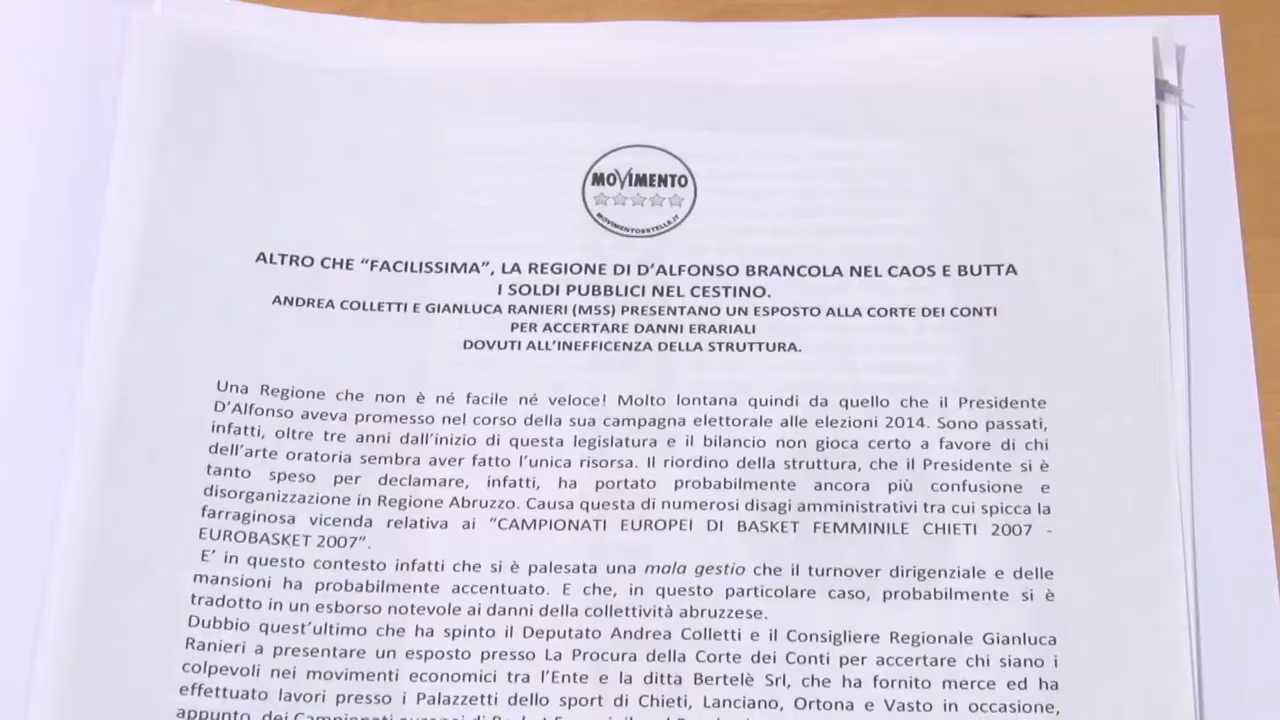 MOVIMENTO
MOVIMENTO5STELLE.IT
ALTRO CHE “FACILISSIMA”, LA REGIONE DI D’ALFONSO BRANCOLA NEL CAOS E BUTTA
I SOLDI PUBBLICI NEL CESTINO.
ANDREA COLLETTI E GIANLUCA RANIERI (M5S) PRESENTANO UN ESPOSTO ALLA CORTE DEI CONTI
PER ACCERTARE DANNI ERARIALI
DOVUTI ALL’INEFFICENZA DELLA STRUTTURA.
Una Regione che non è né facile né veloce! Molto lontana quindi da quello che il Presidente
D’Alfonso aveva promesso nel corso della sua campagna elettorale alle elezioni 2014. Sono passati,
infatti, oltre tre anni dall’inizio di questa legislatura e il bilancio non gioca certo a favore di chi
dell’arte oratoria sembra aver fatto l’unica risorsa. Il riordino della struttura, che il Presidente si è
tanto speso per declamare, infatti, ha portato probabilmente ancora più confusione e
disorganizzazione in Regione Abruzzo. Causa questa di numerosi disagi amministrativi tra cui spicca la
farraginosa vicenda relativa ai “CAMPIONATI EUROPEI DI BASKET FEMMINILE CHIETI 2007 -
EUROBASKET 2007”.
E’ in questo contesto infatti che si è palesata una mala gestio che il turnover dirigenziale e delle
mansioni ha probabilmente accentuato. E che, in questo particolare caso, probabilmente si è
tradotto in un esborso notevole ai danni della collettività abruzzese.
Dubbio quest’ultimo che ha spinto il Deputato Andrea Colletti e il Consigliere Regionale Gianluca
Ranieri a presentare un esposto presso La Procura della Corte dei Conti per accertare chi siano i
colpevoli nei movimenti economici tra l’Ente e la ditta Bertelè Srl, che ha fornito merce ed ha
effettuato lavori presso i Palazzetti dello sport di Chieti, Lanciano, Ortona e Vasto in occasione,
appunto, dei Campionati europei di